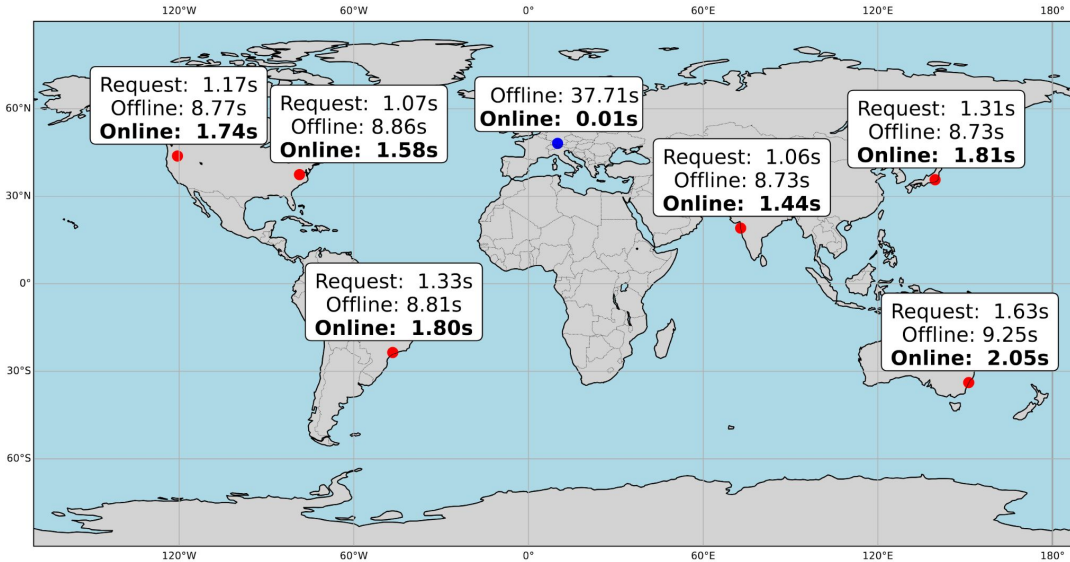 120°W 60°W 0° 60°E 120°E 180°
60°N
30°N
0°
30°S
60°S
Request: 1.17s
Offline: 8.77s
Online: 1.74s
Request: 1.07s
Offline: 8.86s
Online: 1.58s
Offline: 37.71s
Online: 0.01s
Request: 1.06s
Offline: 8.73s
Online: 1.44s
Request: 1.31s
Offline: 8.73s
Online: 1.81s
Request: 1.33s
Offline: 8.81s
Online: 1.80s
Request: 1.63s
Offline: 9.25s
Online: 2.05s
120°W 60°W 0° 60°E 120°E 180°